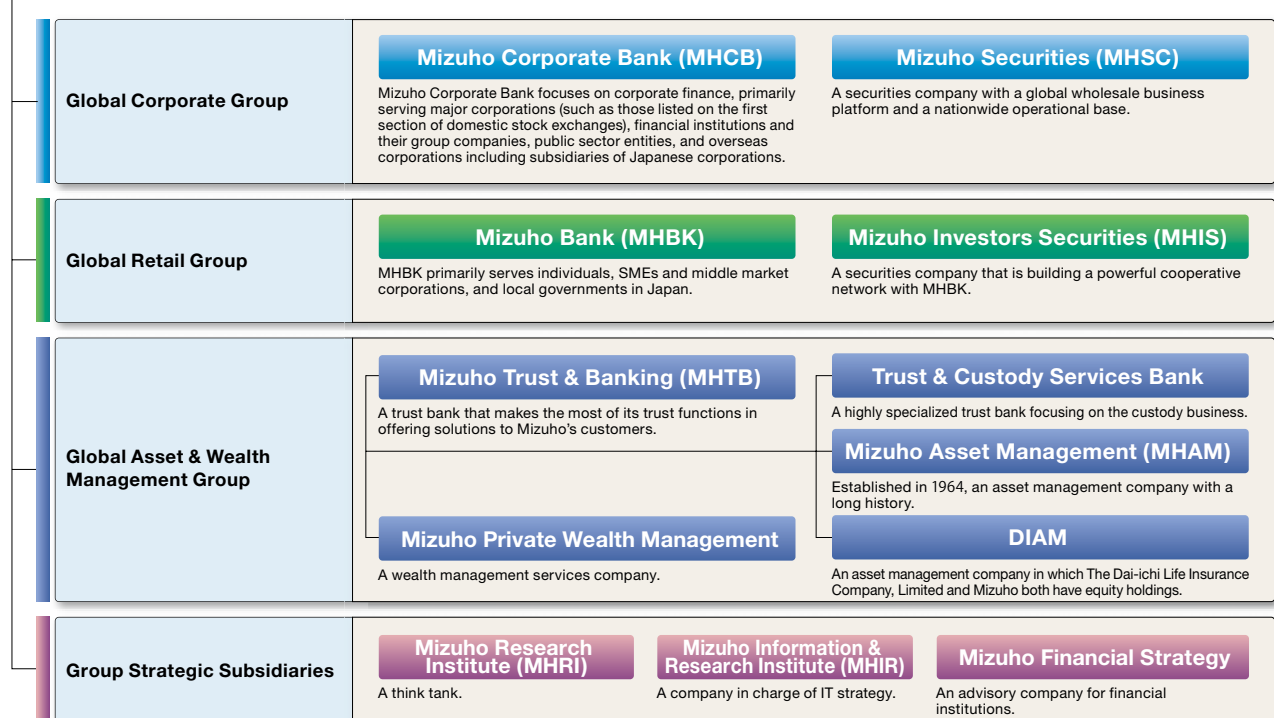 Global Corporate Group
Mizuho Corporate Bank (MHCB)
Mizuho Corporate Bank focuses on corporate finance, primarily
serving major corporations (such as those listed on the first
section of domestic stock exchanges), financial institutions and
their group companies, public sector entities, and overseas
corporations including subsidiaries of Japanese corporations.
Mizuho Securities (MHSC)
A securities company with a global wholesale business
platform and a nationwide operational base.
Global Retail Group
Mizuho Bank (MHBK)
MHBK primarily serves individuals, SMEs and middle market
corporations, and local governments in Japan.
Mizuho Investors Securities (MHIS)
A securities company that is building a powerful cooperative
network with MHBK.
Global Asset & Wealth
Management Group
Mizuho Trust & Banking (MHTB)
A trust bank that makes the most of its trust functions in
offering solutions to Mizuho's customers.
Mizuho Private Wealth Management
A wealth management services company.
Trust & Custody Services Bank
A highly specialized trust bank focusing on the custody business.
Mizuho Asset Management (MHAM)
Established in 1964, an asset management company with a
long history.
DIAM
An asset management company in which The Dai-ichi Life Insurance
Company, Limited and Mizuho both have equity holdings.
Group Strategic Subsidiaries
Mizuho Research
Institute (MHRI)
A think tank.
Mizuho Information &
Research Institute (MHIR)
A company in charge of IT strategy.
Mizuho Financial Strategy
An advisory company for financial
institutions.